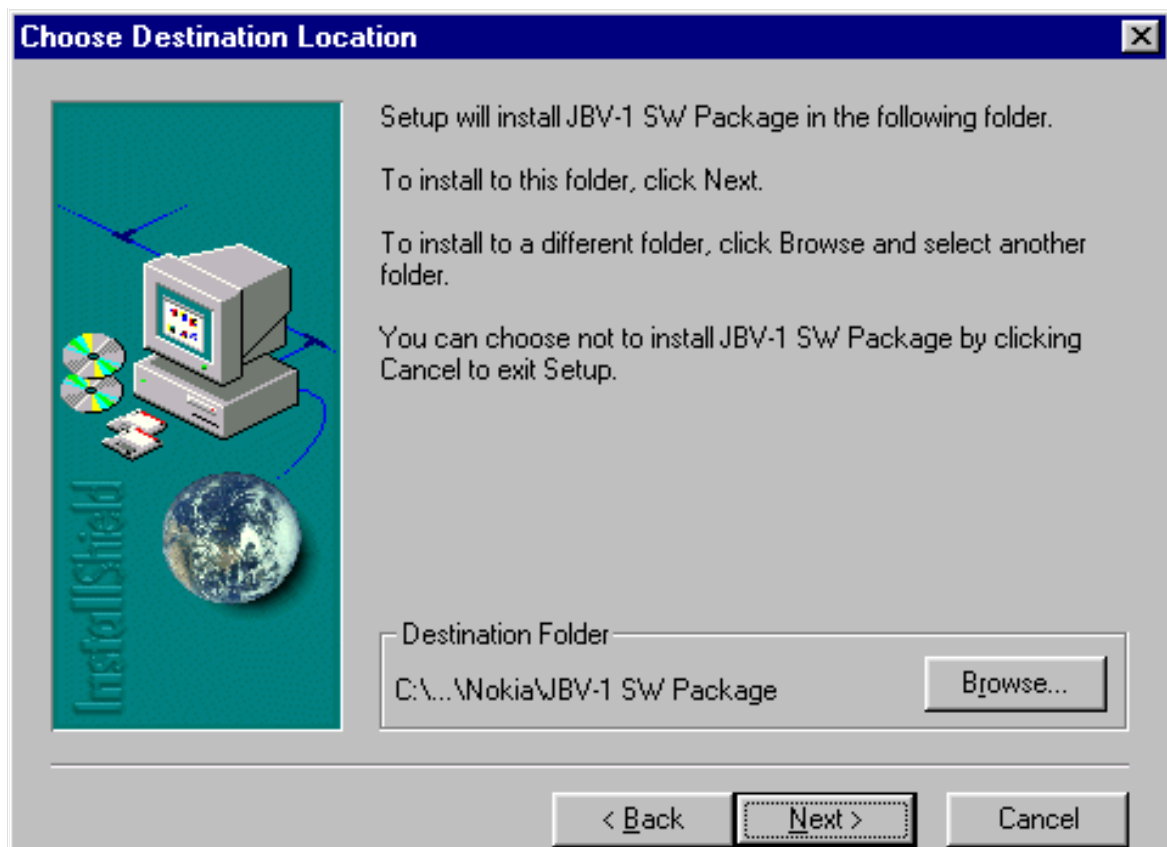 Choose Destination Location
Setup will install JBV-1 SW Package in the following folder.
To install to this folder, click Next.
To install to a different folder, click Browse and select another
folder.
You can choose not to install JBV-1 SW Package by clicking
Cancel to exit Setup.
InstallShield
Destination Folder
C:\...\Nokia\JBV-1 SW Package
Browse...
< Back
Next >
Cancel